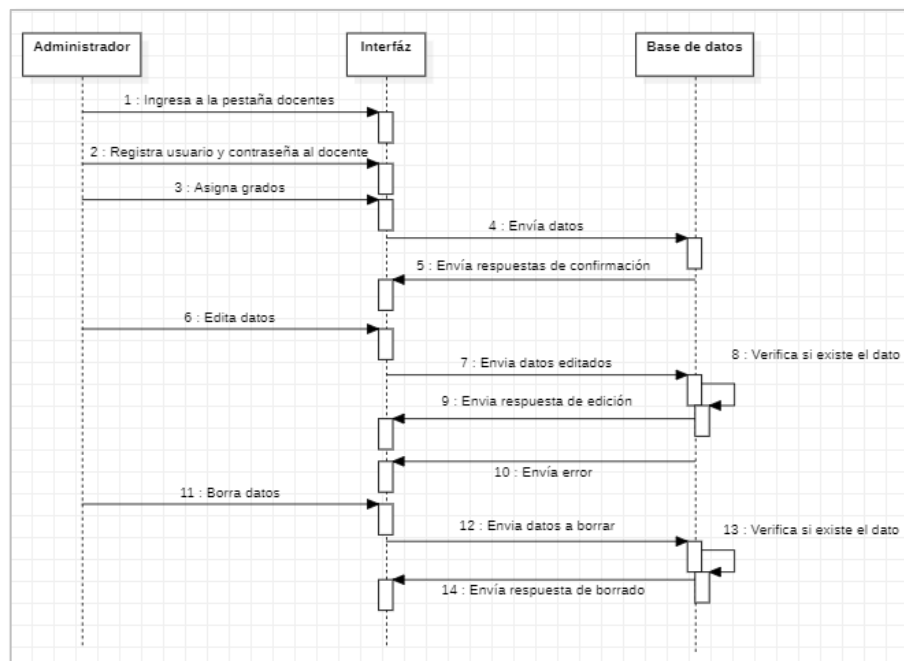 Administrador
Interfáz
Base de datos
1 : Ingresa a la pestaña docentes
2 : Registra usuario y contraseña al docente
3 : Asigna grados
4 : Envía datos
5 : Envía respuestas de confirmación
6 : Edita datos
7 : Envia datos editados
8 : Verifica si existe el dato
9 : Envia respuesta de edición
10 : Envía error
11 : Borra datos
12 : Envia datos a borrar
13 : Verifica si existe el dato
14 : Envía respuesta de borrado